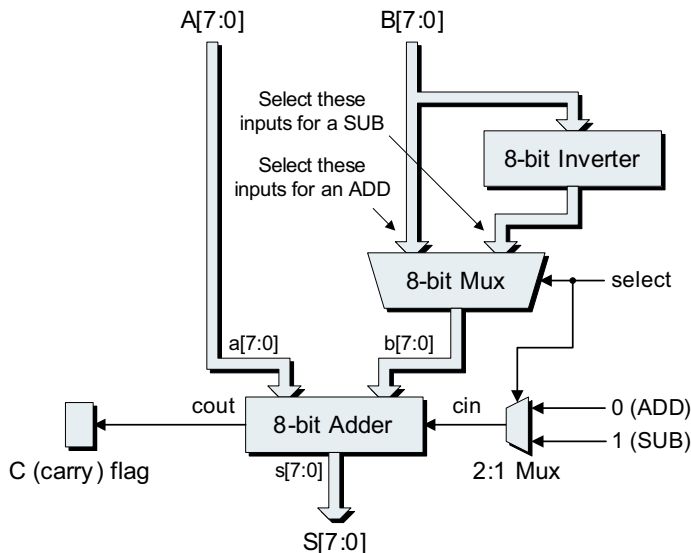 A[7:0]
B[7:0]
Select these
inputs for a SUB
Select these
inputs for an ADD
8-bit Inverter
8-bit Mux
select
a[7:0]
b[7:0]
cout
8-bit Adder
cin
0 (ADD)
1 (SUB)
C (carry) flag
s[7:0]
2:1 Mux
S[7:0]